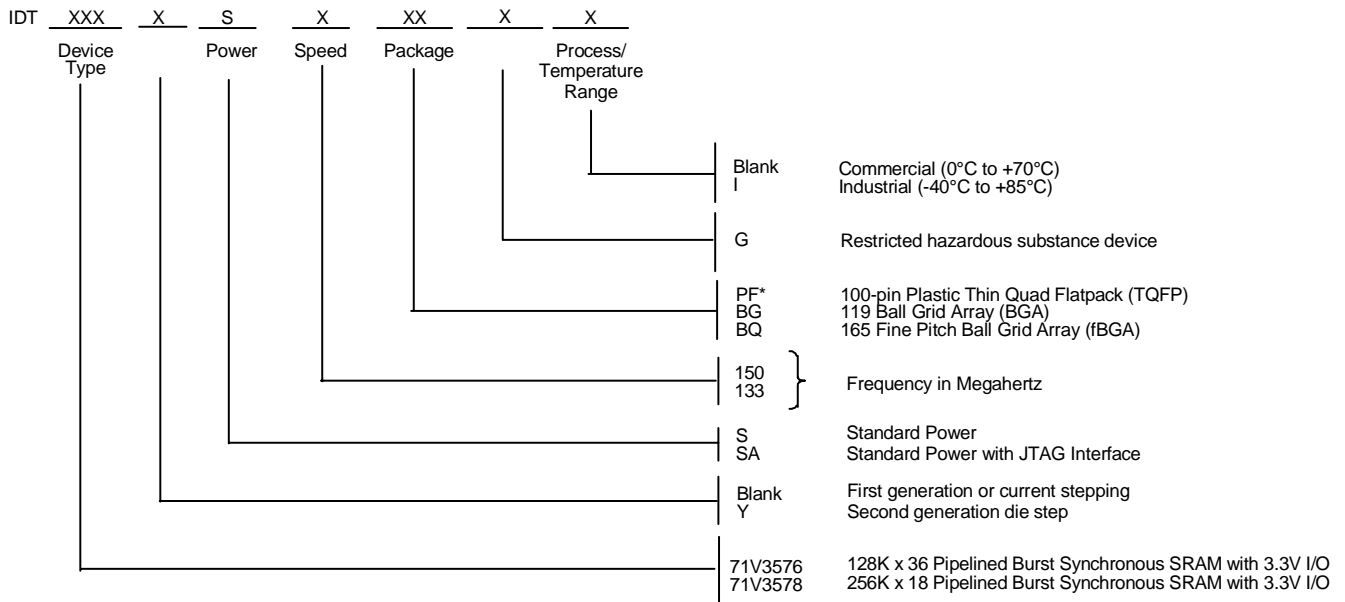 IDT XXX X S X XX X X
Device Type
Power
Speed
Package
Process/
Temperature
Range
Blank Commercial (0°C to +70°C)
I Industrial (-40°C to +85°C)
G Restricted hazardous substance device
PF* 100-pin Plastic Thin Quad Flatpack (TQFP)
BG 119 Ball Grid Array (BGA)
BQ 165 Fine Pitch Ball Grid Array (fBGA)
150
133
Frequency in Megahertz
S Standard Power
SA Standard Power with JTAG Interface
Blank First generation or current stepping
Y Second generation die step
71V3576 128K x 36 Pipelined Burst Synchronous SRAM with 3.3V I/O
71V3578 256K x 18 Pipelined Burst Synchronous SRAM with 3.3V I/O